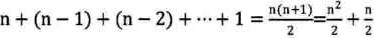 n + (n − 1) + (n − 2) + ⋯ + 1 = n(n+1)/2 = n²/2 + n/2